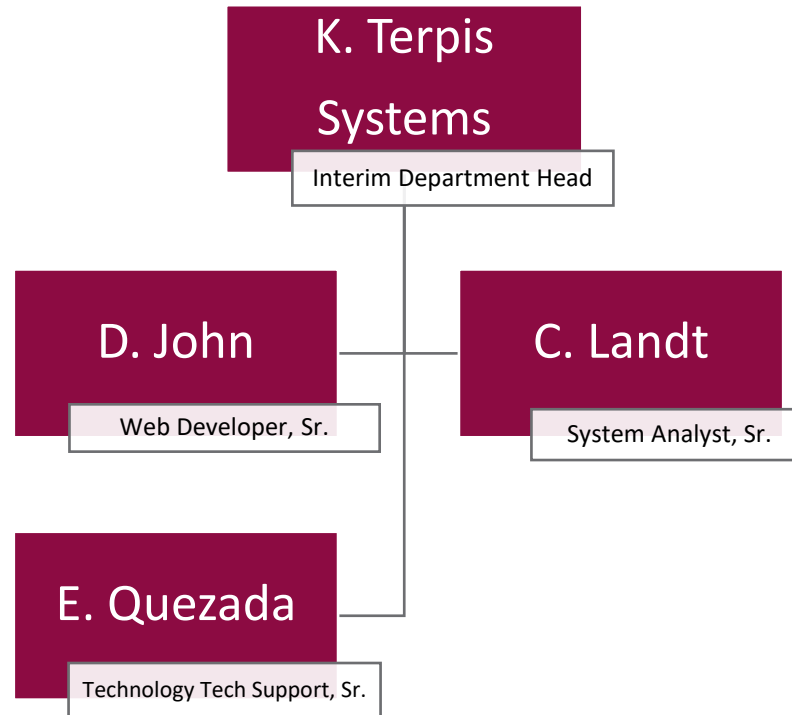 K. Terpis
Systems
Interim Department Head
D. John
Web Developer, Sr.
C. Landt
System Analyst, Sr.
E. Quezada
Technology Tech Support, Sr.